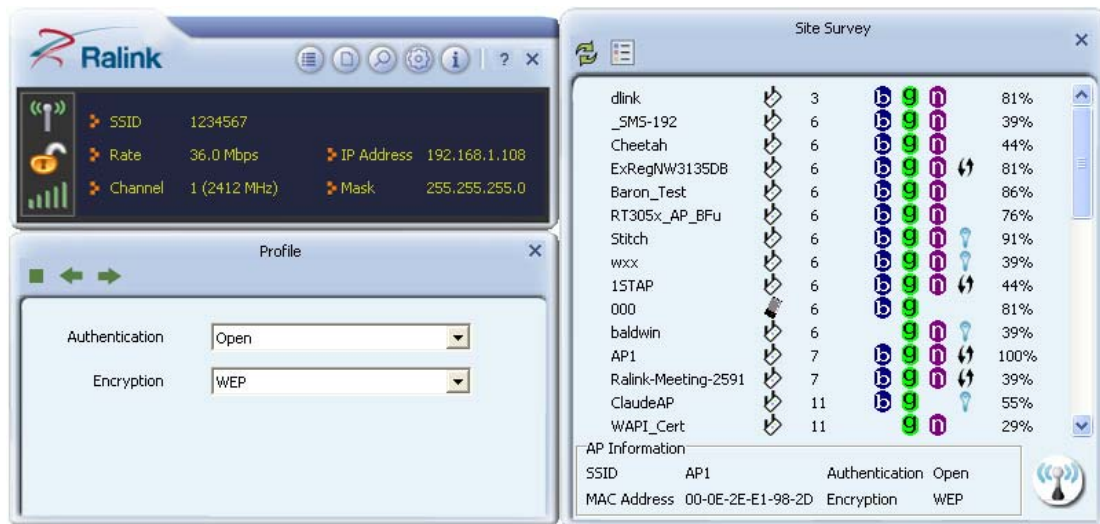 Ralink
?
SSID 1234567
Rate 36.0 Mbps IP Address 192.168.1.108
Channel 1 (2412 MHz) Mask 255.255.255.0
Profile
Authentication Open
Encryption WEP
Site Survey
dlink 3 b g n 81%
_SMS-192 6 b g n 39%
Cheetah 6 b g n 44%
ExRegNW3135DB 6 b g n 81%
Baron_Test 6 b g n 86%
RT305x_AP_BFu 6 b g n 76%
Stitch 6 b g n 91%
wxx 6 b g n 39%
1STAP 6 b g n 44%
000 6 b g 81%
baldwin 6 g n 39%
AP1 7 b g n 100%
Ralink-Meeting-2591 7 b g n 39%
ClaudeAP 11 b g 55%
WAPI_Cert 11 g n 29%
AP Information
SSID AP1 Authentication Open
MAC Address 00-0E-2E-E1-98-2D Encryption WEP